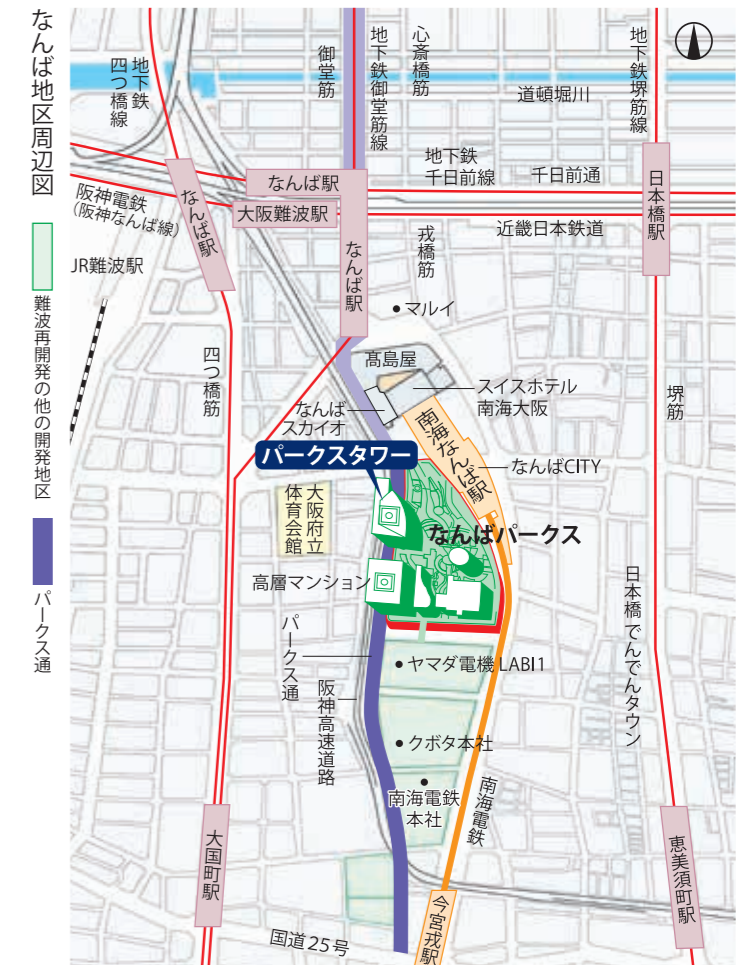 なんば地区周辺図
難波再開発の他の開発地区
パークス通
地下鉄
四つ橋線
御堂筋
地下鉄御堂筋線
心斎橋筋
地下鉄堺筋線
道頓堀川
地下鉄
千日前線
千日前通
なんば駅
なんば駅
大阪難波駅
日本橋駅
阪神電鉄
(阪神なんば線)
なんば駅
戎橋筋
近畿日本鉄道
JR難波駅
マルイ
四つ橋筋
髙島屋
スイスホテル
南海大阪
なんば
スカイオ
堺筋
南海なんば駅
なんばCITY
パークスタワー
大阪府立
体育会館
なんばパークス
高層マンション
パークス通
ヤマダ電機 LABI1
日本橋でんでんタウン
阪神高速道路
クボタ本社
南海電鉄
本社
南海電鉄
大国町駅
恵美須町駅
今宮戎駅
国道25号